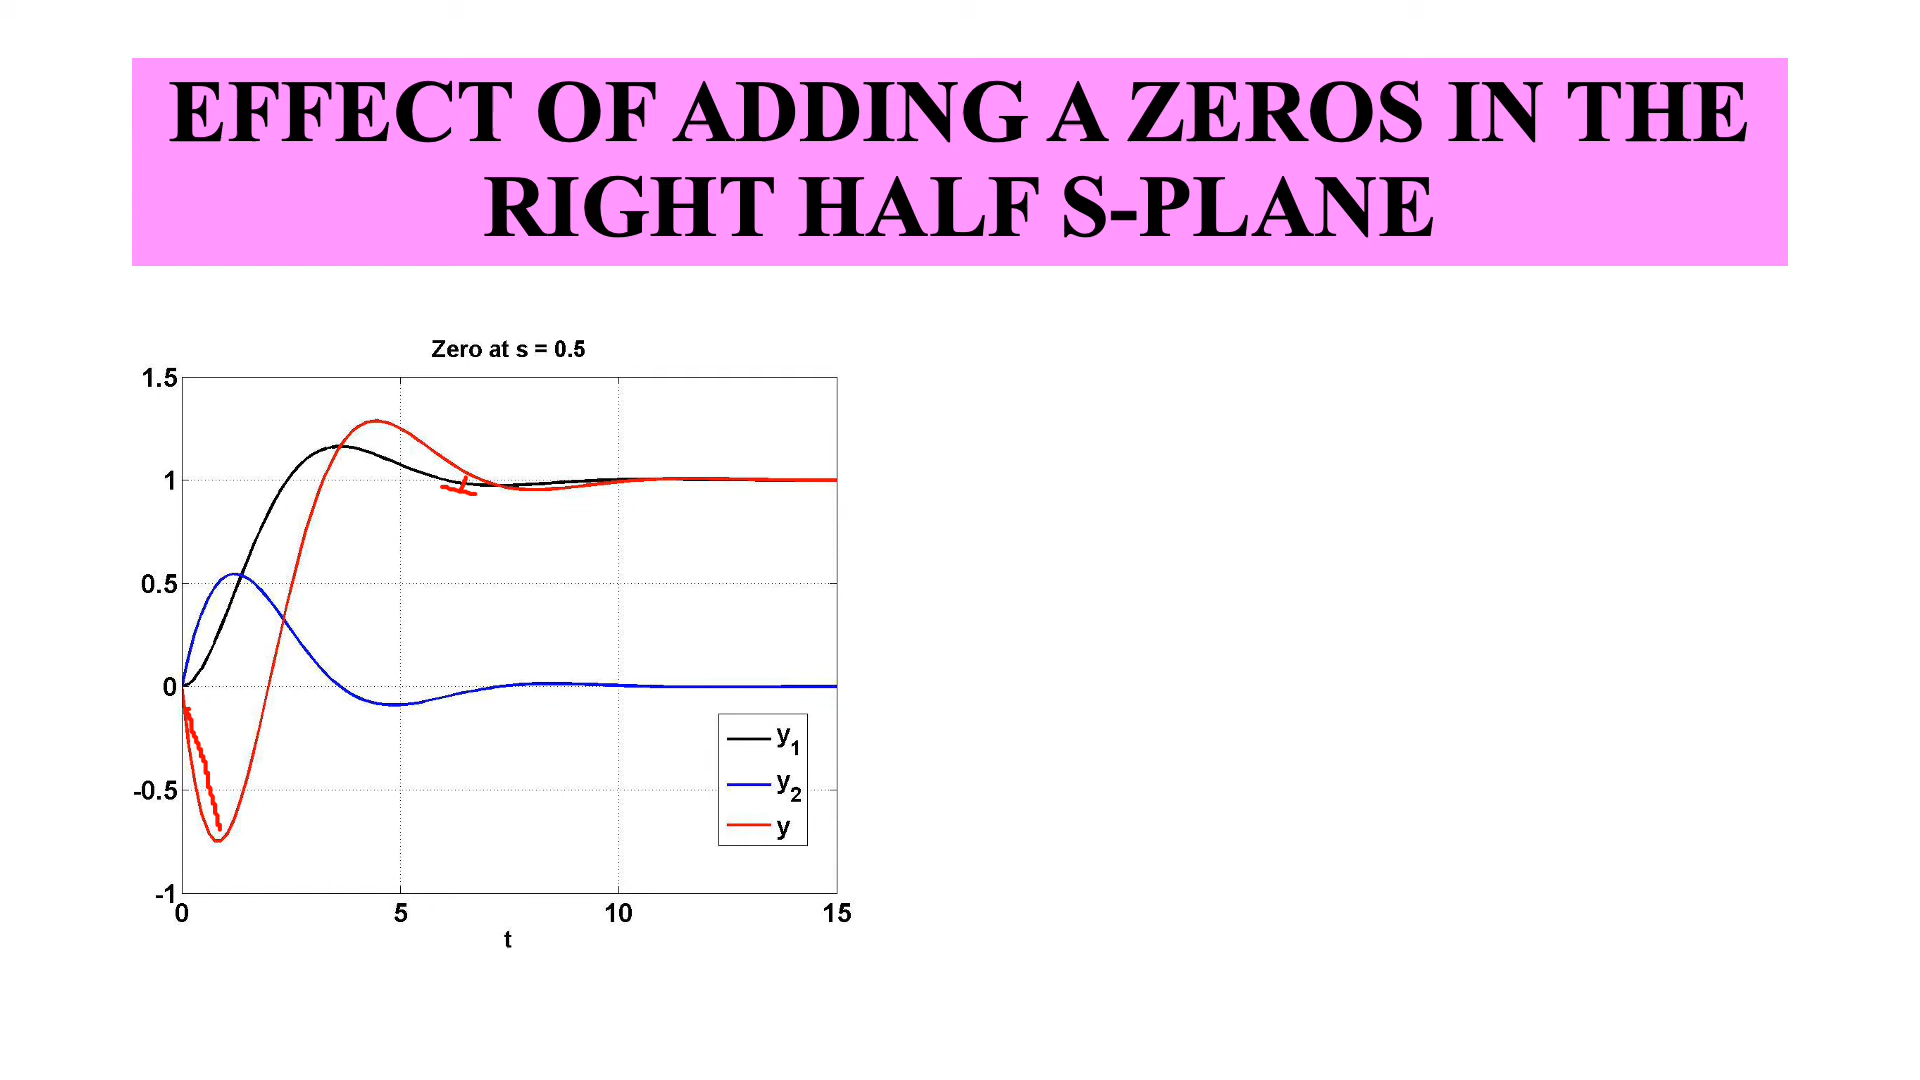 EFFECT OF ADDING A ZEROS IN THE
RIGHT HALF S-PLANE
Zero at s = 0.5
1.5
1
0.5
0
-0.5
-1
0 5 10 15
t
y1
y2
y